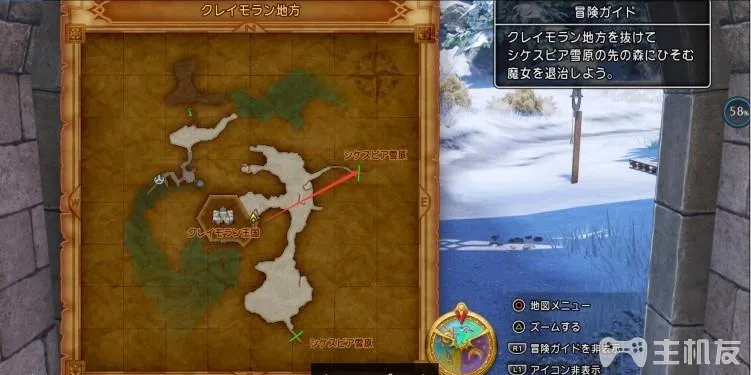 クレイモラン地方
冒険ガイド
クレイモラン地方を抜けて
シケスビア雪原の先の森にひそむ
魔女を退治しよう。
58%
シケスビア雪原
W
E
クレイモラン王国
シケスビア雪原
地図メニュー
ズームする
R1 冒険ガイドを非表示
L1 アイコン非表示
主机友